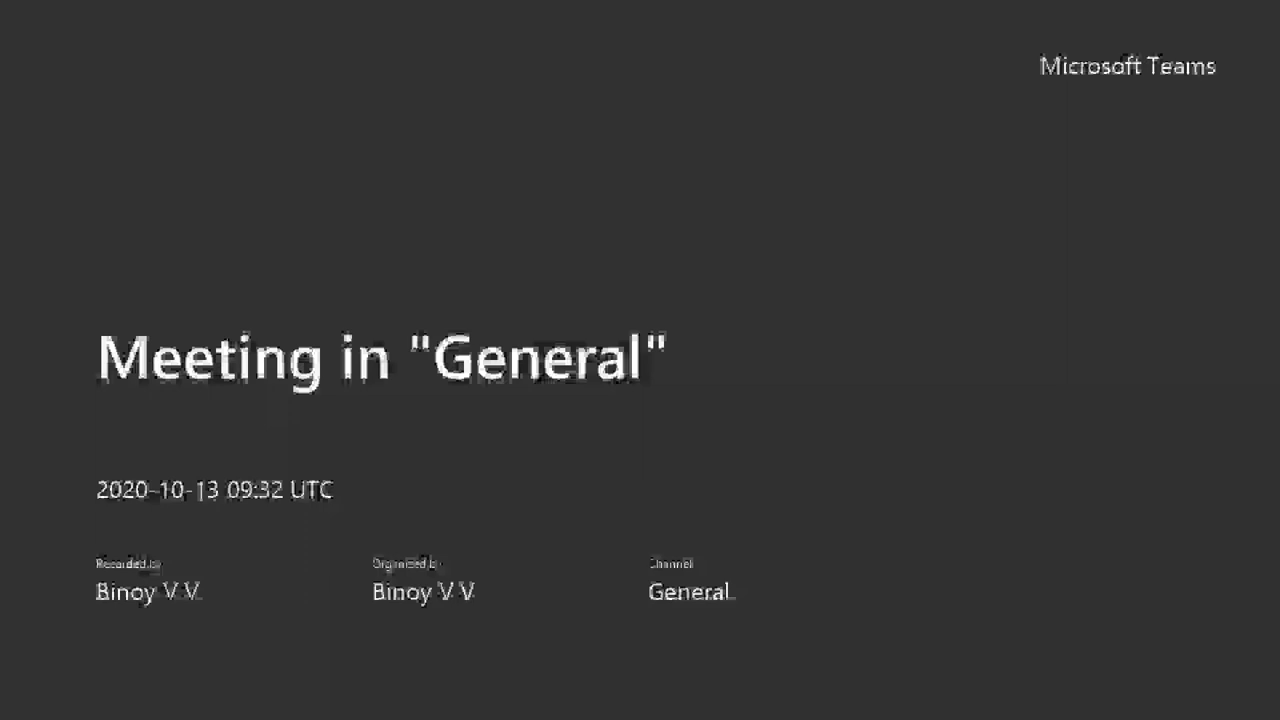 Microsoft Teams
Meeting in "General"
2020-10-13 09:32 UTC
Recorded by Organized by Channel
Binoy V V Binoy V V General